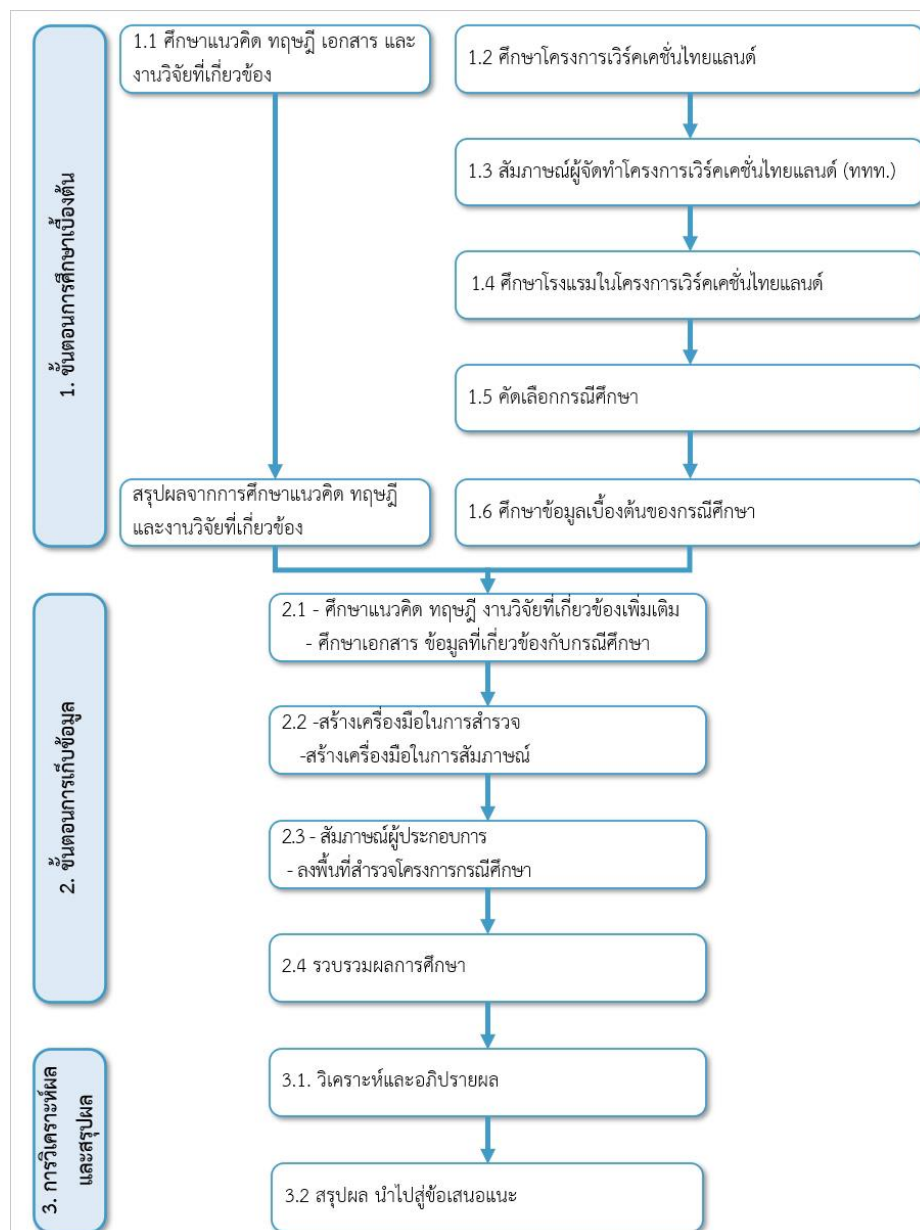 1. ขั้นตอนการศึกษาเบื้องต้น
1.1 ศึกษาแนวคิด ทฤษฎี เอกสาร และ
งานวิจัยที่เกี่ยวข้อง
สรุปผลจากการศึกษาแนวคิด ทฤษฎี
และงานวิจัยที่เกี่ยวข้อง
1.2 ศึกษาโครงการเวิร์คเคชั่นไทยแลนด์
1.3 สัมภาษณ์ผู้จัดทำโครงการเวิร์คเคชั่นไทยแลนด์ (ททท.)
1.4 ศึกษาโรงแรมในโครงการเวิร์คเคชั่นไทยแลนด์
1.5 คัดเลือกกรณีศึกษา
1.6 ศึกษาข้อมูลเบื้องต้นของกรณีศึกษา
2. ขั้นตอนการเก็บข้อมูล
2.1 - ศึกษาแนวคิด ทฤษฎี งานวิจัยที่เกี่ยวข้องเพิ่มเติม
- ศึกษาเอกสาร ข้อมูลที่เกี่ยวข้องกับกรณีศึกษา
2.2 -สร้างเครื่องมือในการสำรวจ
-สร้างเครื่องมือในการสัมภาษณ์
2.3 - สัมภาษณ์ผู้ประกอบการ
- ลงพื้นที่สำรวจโครงการกรณีศึกษา
2.4 รวบรวมผลการศึกษา
3. การวิเคราะห์ผล
และสรุปผล
3.1. วิเคราะห์และอภิปรายผล
3.2 สรุปผล นำไปสู่ข้อเสนอแนะ